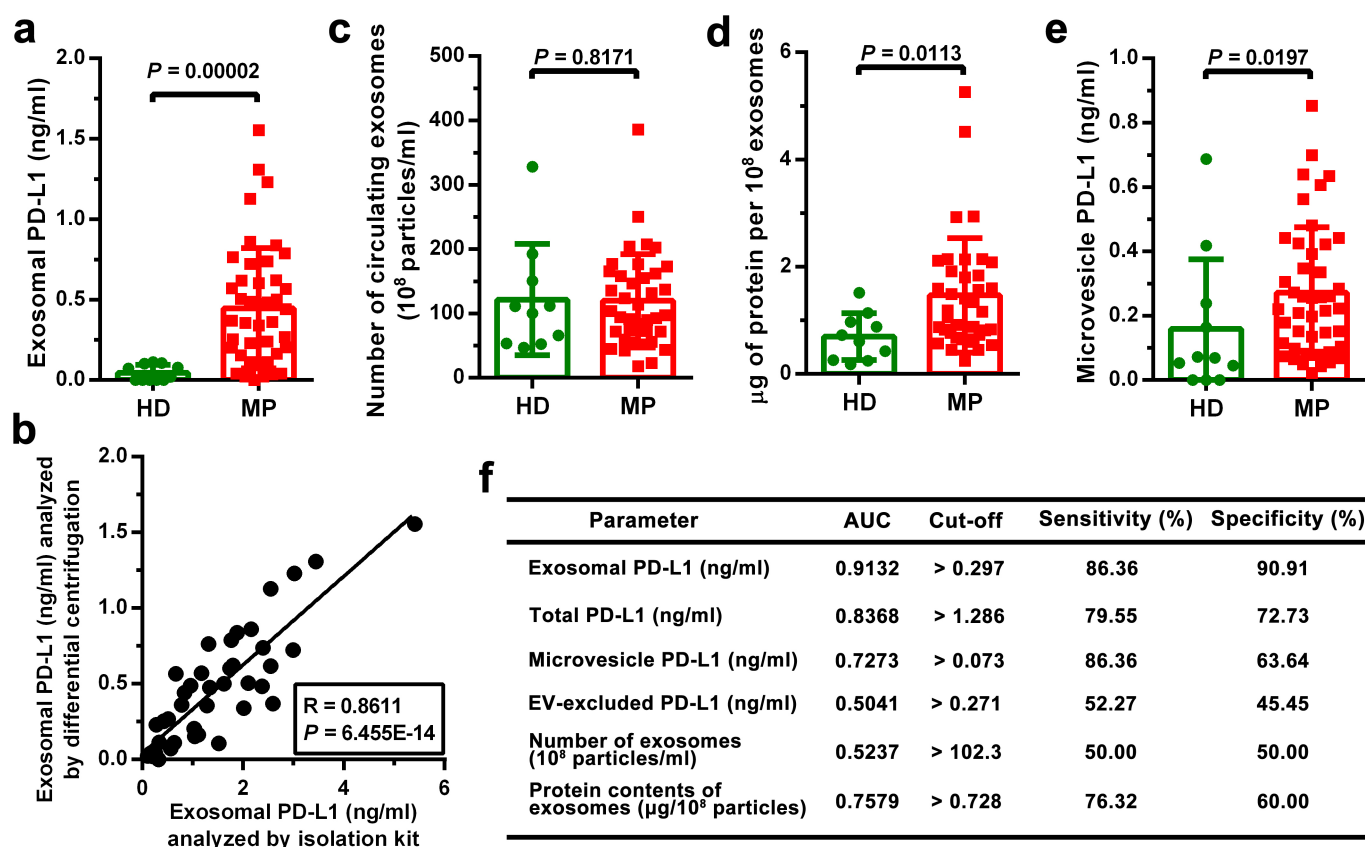 a
Exosomal PD-L1 (ng/ml)
2.0
1.5
1.0
0.5
0.0
P = 0.00002
HD MP
c
Number of circulating exosomes
(10⁸ particles/ml)
500
400
300
200
100
0
P = 0.8171
HD MP
d
µg of protein per 10⁸ exosomes
6
4
2
0
P = 0.0113
HD MP
e
Microvesicle PD-L1 (ng/ml)
1.0
0.8
0.6
0.4
0.2
0.0
P = 0.0197
HD MP
b
Exosomal PD-L1 (ng/ml) analyzed
by differential centrifugation
2.0
1.5
1.0
0.5
0.0
R = 0.8611
P = 6.455E-14
0 2 4 6
Exosomal PD-L1 (ng/ml)
analyzed by isolation kit
f
Parameter AUC Cut-off Sensitivity (%) Specificity (%)
Exosomal PD-L1 (ng/ml) 0.9132 > 0.297 86.36 90.91
Total PD-L1 (ng/ml) 0.8368 > 1.286 79.55 72.73
Microvesicle PD-L1 (ng/ml) 0.7273 > 0.073 86.36 63.64
EV-excluded PD-L1 (ng/ml) 0.5041 > 0.271 52.27 45.45
Number of exosomes
(10⁸ particles/ml) 0.5237 > 102.3 50.00 50.00
Protein contents of
exosomes (µg/10⁸ particles) 0.7579 > 0.728 76.32 60.00